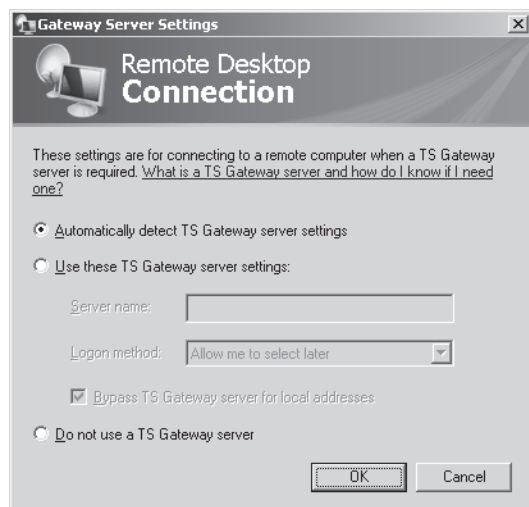 Gateway Server Settings
Remote Desktop
Connection
These settings are for connecting to a remote computer when a TS Gateway
server is required. What is a TS Gateway server and how do I know if I need
one?
Automatically detect TS Gateway server settings
Use these TS Gateway server settings:
Server name:
Logon method:
Allow me to select later
Bypass TS Gateway server for local addresses
Do not use a TS Gateway server
OK
Cancel